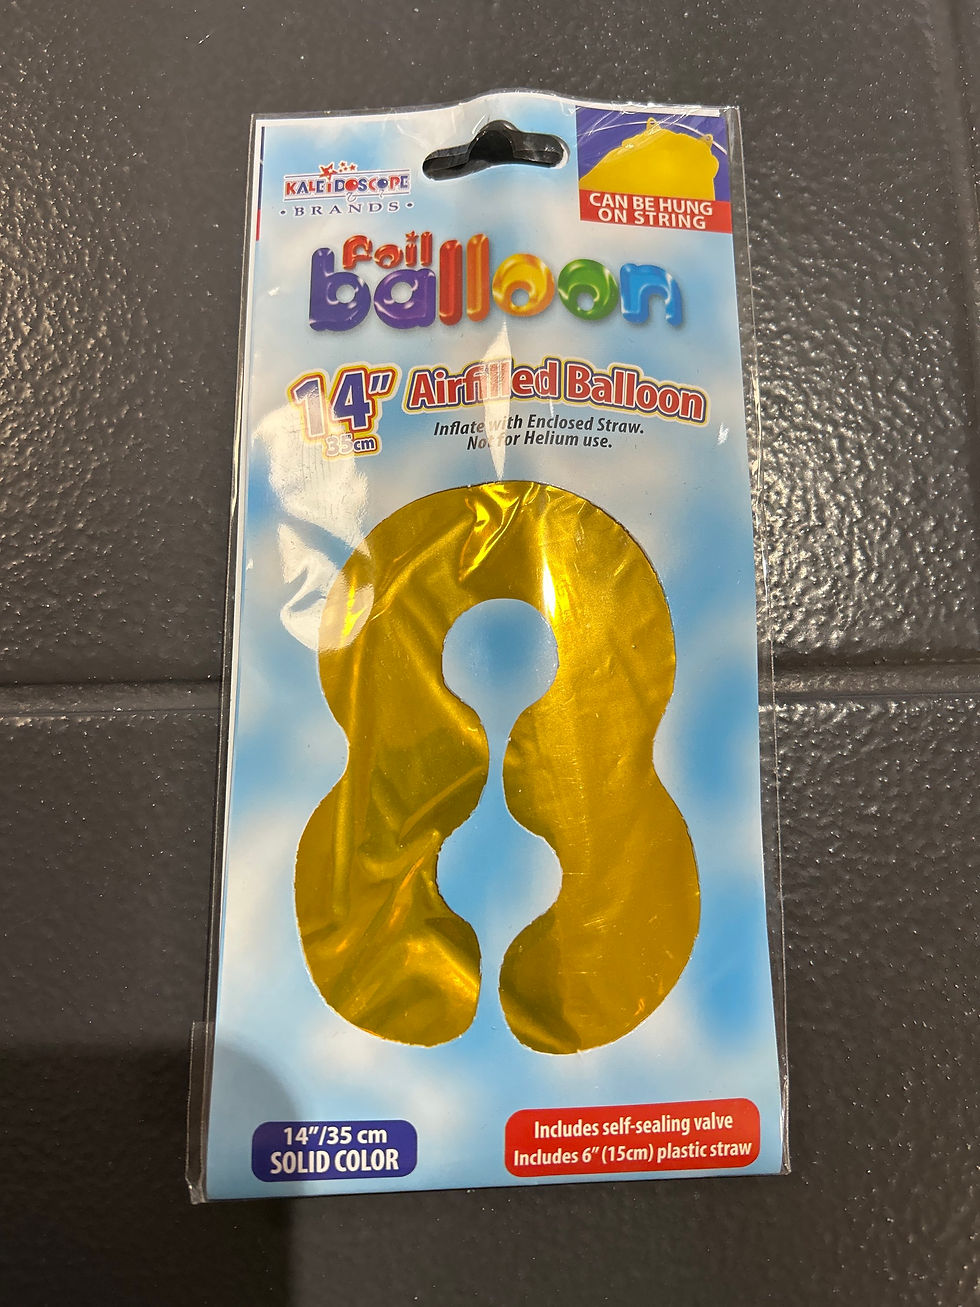 KALEIDOSCOPE
• BRANDS •
CAN BE HUNG
ON STRING
foil
balloon
14"
35cm
Airfilled Balloon
Inflate with Enclosed Straw.
Not for Helium use.
14"/35 cm
SOLID COLOR
Includes self-sealing valve
Includes 6" (15cm) plastic straw